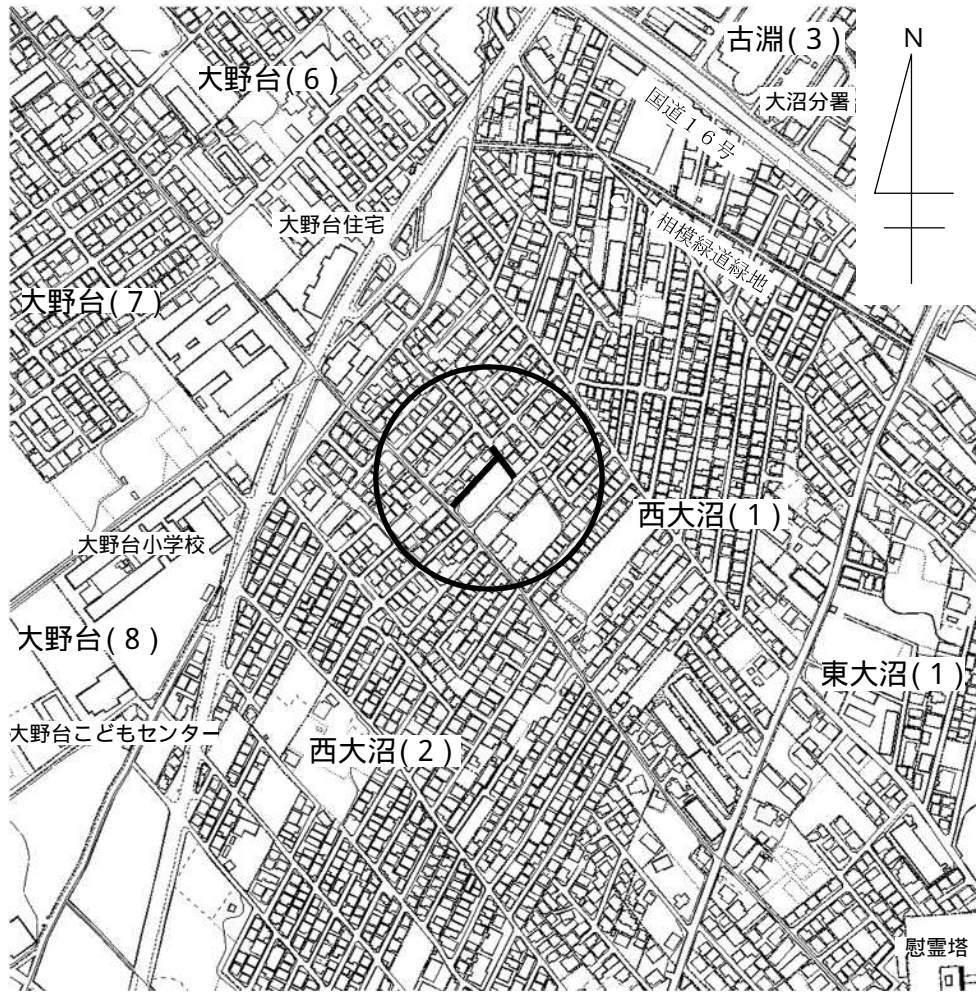 古淵(3)
N
大野台(6)
大沼分署
国道16号
大野台住宅
相模緑道緑地
大野台(7)
西大沼(1)
大野台小学校
大野台(8)
東大沼(1)
大野台こどもセンター
西大沼(2)
慰霊塔